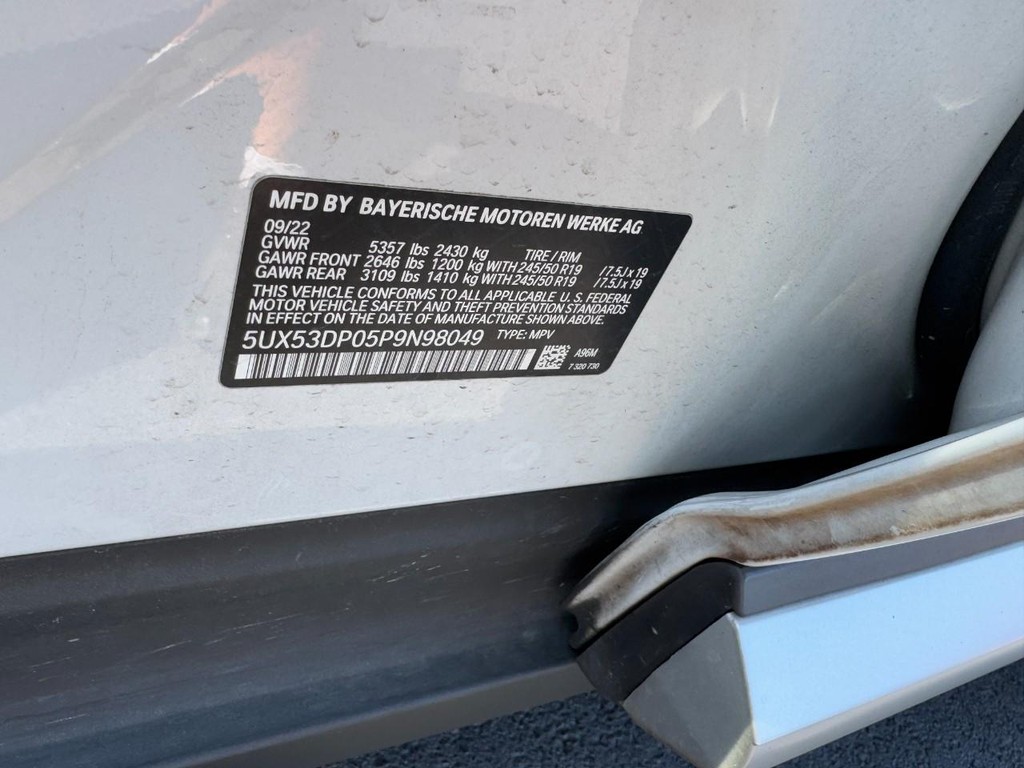 MFD BY BAYERISCHE MOTOREN WERKE AG
09/22
GVWR 5357 lbs 2430 kg TIRE / RIM
GAWR FRONT 2646 lbs 1200 kg WITH 245/50 R19 / 7.5J x 19
GAWR REAR 3109 lbs 1410 kg WITH 245/50 R19 / 7.5J x 19
THIS VEHICLE CONFORMS TO ALL APPLICABLE U.S. FEDERAL
MOTOR VEHICLE SAFETY AND THEFT PREVENTION STANDARDS
IN EFFECT ON THE DATE OF MANUFACTURE SHOWN ABOVE.
5UX53DP05P9N98049 TYPE: MPV
A96M
7 320 730